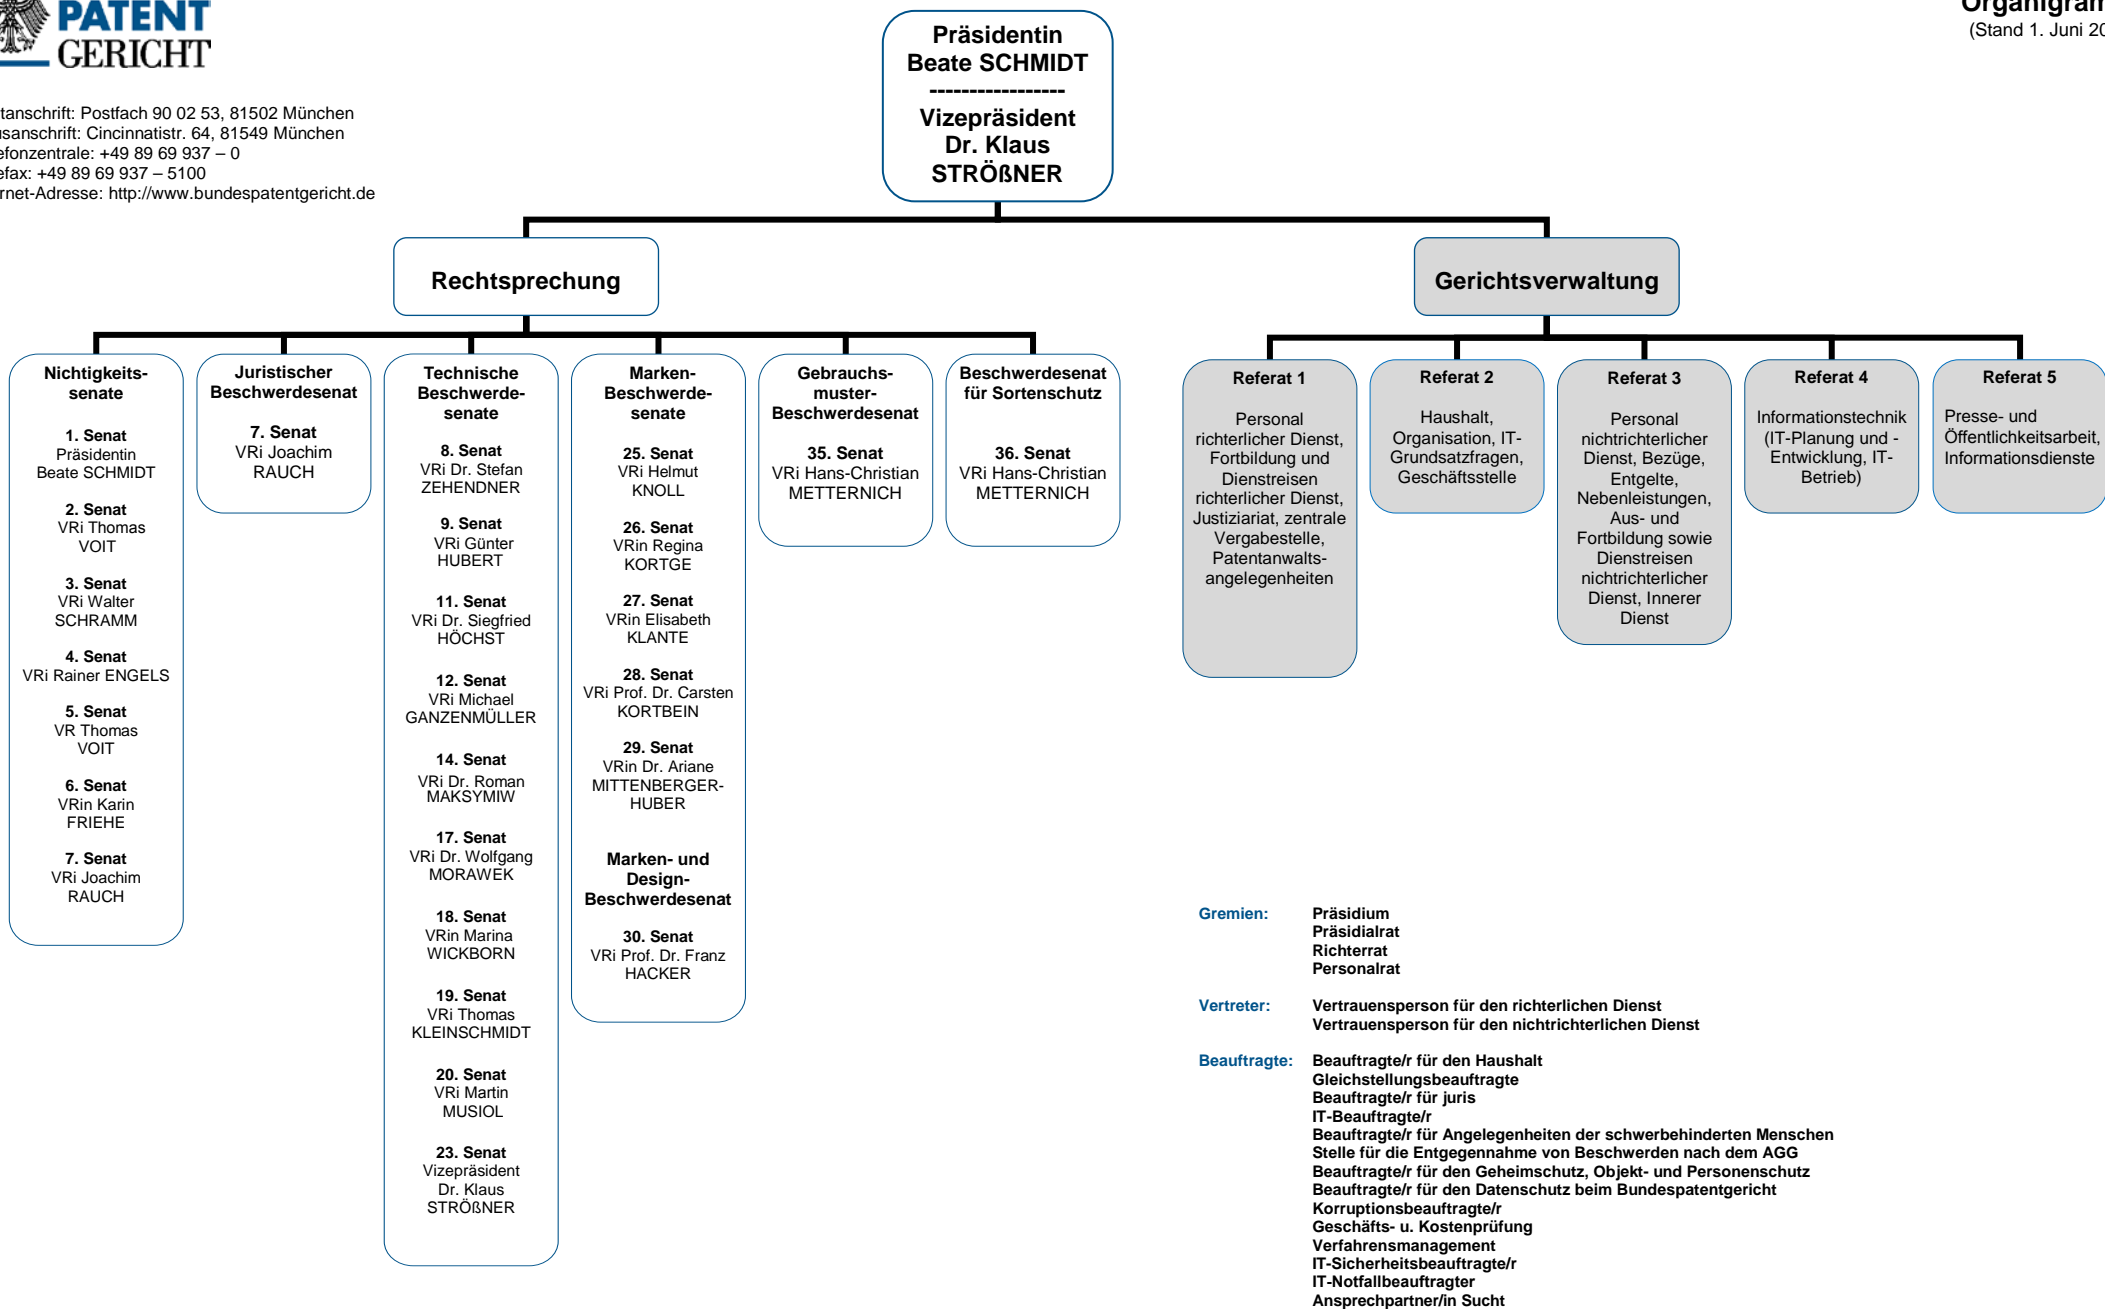 PATENT
GERICHT
(Stand 1. Juni
Präsidentin
Beate SCHMIDT
-----------------
Vizepräsident
Dr. Klaus
STRÖßNER
Postfach 90 02 53, 81502 München
Cincinnatistr. 64, 81549 München
+49 89 69 937 – 0
+49 89 69 937 – 5100
http://www.bundespatentgericht.de
Rechtsprechung
Gerichtsverwaltung
Nichtigkeits-
senate
1. Senat
Präsidentin
Beate SCHMIDT
2. Senat
VRi Thomas
VOIT
3. Senat
VRi Walter
SCHRAMM
4. Senat
VRi Rainer ENGELS
5. Senat
VR Thomas
VOIT
6. Senat
VRin Karin
FRIEHE
7. Senat
VRi Joachim
RAUCH
Juristischer
Beschwerdesenat
7. Senat
VRi Joachim
RAUCH
Technische
Beschwerde-
senate
8. Senat
VRi Dr. Stefan
ZEHENDNER
9. Senat
VRi Günter
HUBERT
11. Senat
VRi Dr. Siegfried
HÖCHST
12. Senat
VRi Michael
GANZENMÜLLER
14. Senat
VRi Dr. Roman
MAKSYMIW
17. Senat
VRi Dr. Wolfgang
MORAWEK
18. Senat
VRin Marina
WICKBORN
19. Senat
VRi Thomas
KLEINSCHMIDT
20. Senat
VRi Martin
MUSIOL
23. Senat
Vizepräsident
Dr. Klaus
STRÖßNER
Marken-
Beschwerde-
senate
25. Senat
VRi Helmut
KNOLL
26. Senat
VRin Regina
KORTGE
27. Senat
VRin Elisabeth
KLANTE
28. Senat
VRi Prof. Dr. Carsten
KORTBEIN
29. Senat
VRin Dr. Ariane
MITTENBERGER-
HUBER
Marken- und
Design-
Beschwerdesenat
30. Senat
VRi Prof. Dr. Franz
HACKER
Gebrauchs-
muster-
Beschwerdesenat
35. Senat
VRi Hans-Christian
METTERNICH
Beschwerdesenat
für Sortenschutz
36. Senat
VRi Hans-Christian
METTERNICH
Referat 1
Personal
richterlicher Dienst,
Fortbildung und
Dienstreisen
richterlicher Dienst,
Justiziariat, zentrale
Vergabestelle,
Patentanwalts-
angelegenheiten
Referat 2
Haushalt,
Organisation, IT-
Grundsatzfragen,
Geschäftsstelle
Referat 3
Personal
nichtrichterlicher
Dienst, Bezüge,
Entgelte,
Nebenleistungen,
Aus- und
Fortbildung sowie
Dienstreisen
nichtrichterlicher
Dienst, Innerer
Dienst
Referat 4
Informationstechnik
(IT-Planung und -
Entwicklung, IT-
Betrieb)
Referat 5
Presse- und
Öffentlichkeitsarbeit,
Informationsdienste
Gremien: Präsidium
Präsidialrat
Richterrat
Personalrat
Vertreter: Vertrauensperson für den richterlichen Dienst
Vertrauensperson für den nichtrichterlichen Dienst
Beauftragte: Beauftragte/r für den Haushalt
Gleichstellungsbeauftragte
Beauftragte/r für juris
IT-Beauftragte/r
Beauftragte/r für Angelegenheiten der schwerbehinderten Menschen
Stelle für die Entgegennahme von Beschwerden nach dem AGG
Beauftragte/r für den Geheimschutz, Objekt- und Personenschutz
Beauftragte/r für den Datenschutz beim Bundespatentgericht
Korruptionsbeauftragte/r
Geschäfts- u. Kostenprüfung
Verfahrensmanagement
IT-Sicherheitsbeauftragte/r
IT-Notfallbeauftragter
Ansprechpartner/in Sucht